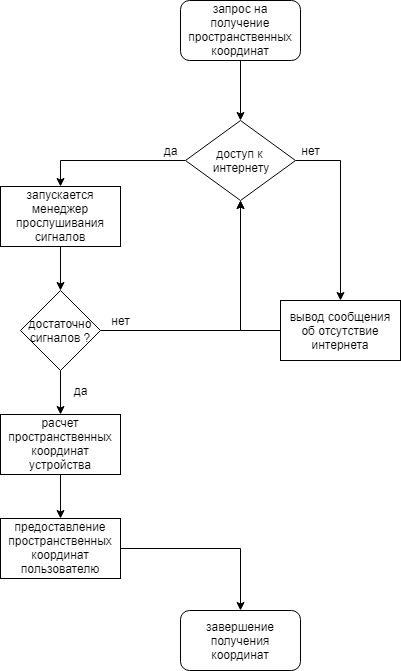 запрос на
получение
пространственных
координат
доступ к
интернету
да
нет
запускается
менеджер
прослушивания
сигналов
достаточно
сигналов ?
нет
вывод сообщения
об отсутствие
интернета
да
расчет
пространственных
координат
устройства
предоставление
пространственных
координат
пользователю
завершение
получения
координат